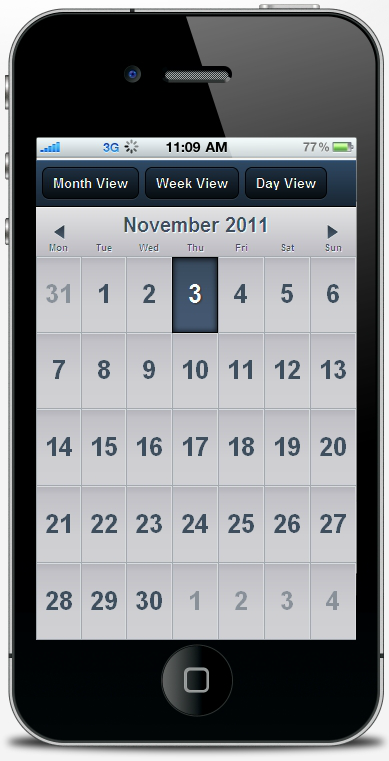 3G 11:09 AM 77%
Month View Week View Day View
November 2011
Mon Tue Wed Thu Fri Sat Sun
31 1 2 3 4 5 6
7 8 9 10 11 12 13
14 15 16 17 18 19 20
21 22 23 24 25 26 27
28 29 30 1 2 3 4